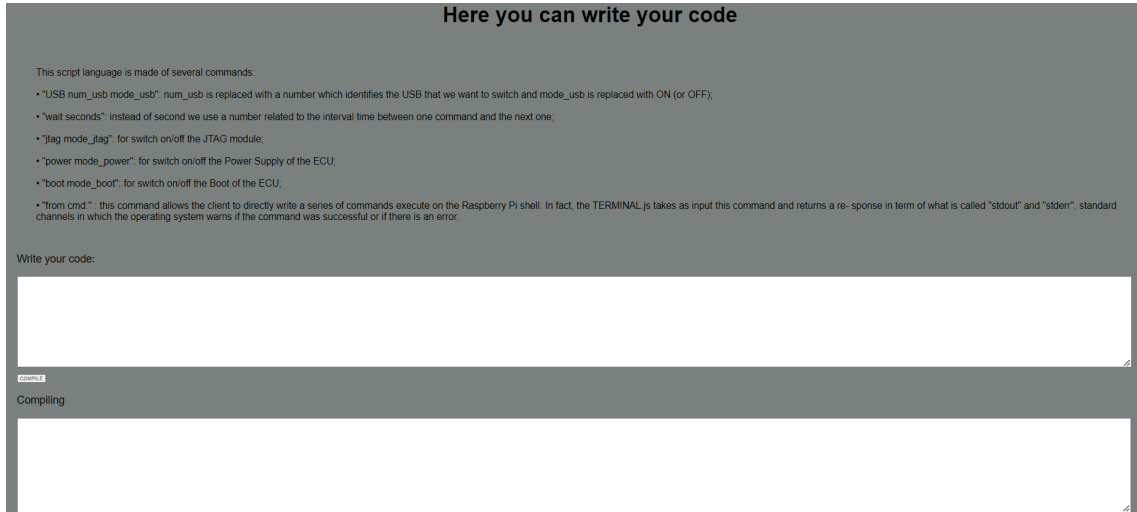 Here you can write your code
This script language is made of several commands:
• "USB num_usb mode_usb": num_usb is replaced with a number which identifies the USB that we want to switch and mode_usb is replaced with ON (or OFF);
• "wait seconds": instead of second we use a number related to the interval time between one command and the next one;
• "jtag mode_jtag": for switch on/off the JTAG module;
• "power mode_power": for switch on/off the Power Supply of the ECU;
• "boot mode_boot": for switch on/off the Boot of the ECU;
• "from cmd:" : this command allows the client to directly write a series of commands execute on the Raspberry Pi shell. In fact, the TERMINAL.js takes as input this command and returns a re- sponse in term of what is called "stdout" and "stderr", standard
channels in which the operating system warns if the command was successful or if there is an error.
Write your code:
COMPILE
Compiling